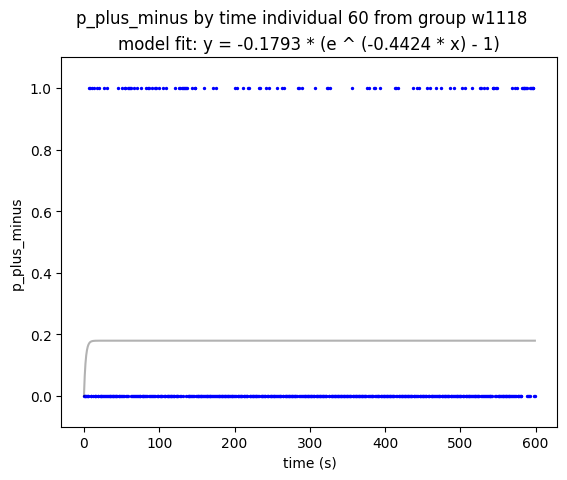 p_plus_minus by time individual 60 from group w1118
model fit: y = -0.1793 * (e ^ (-0.4424 * x) - 1)
1.0
0.8
0.6
0.4
0.2
0.0
p_plus_minus
0 100 200 300 400 500 600
time (s)